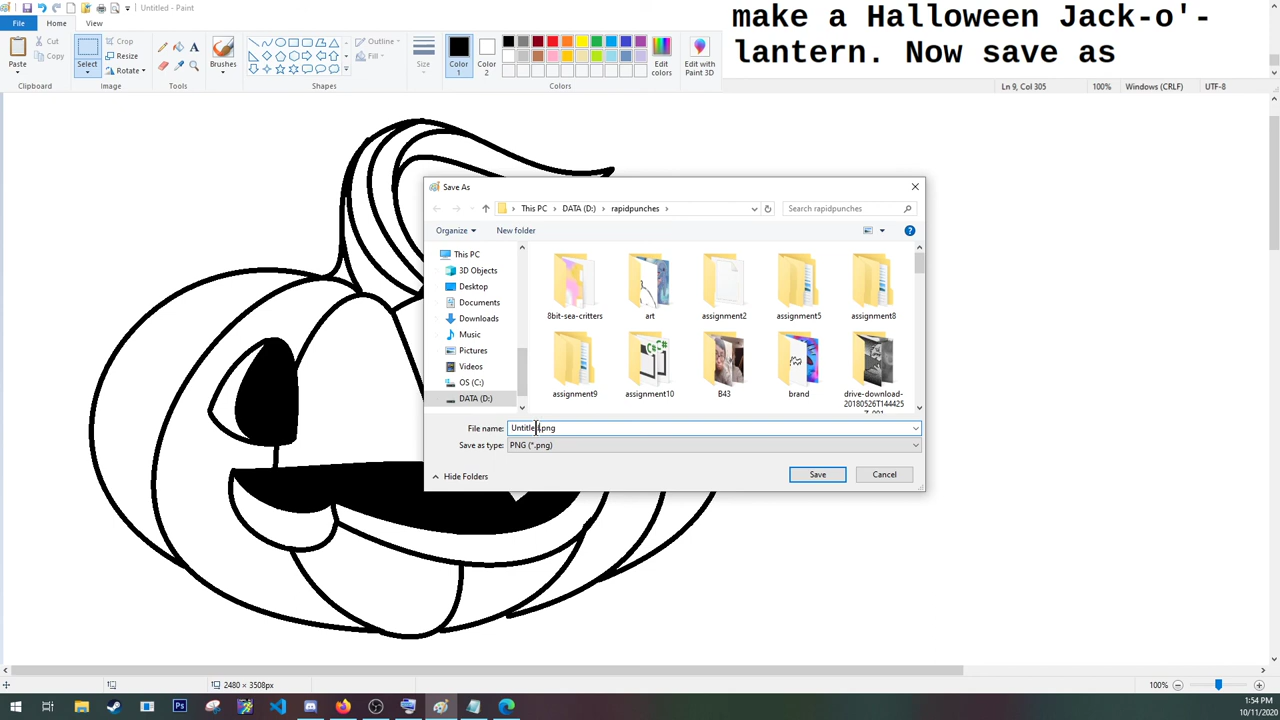 Untitled - Paint
make a Halloween Jack-o'-
lantern. Now save as
File
Home
View
Paste
Cut
Copy
Clipboard
Select
Crop
Resize
Rotate
Image
Tools
Brushes
Shapes
Outline
Fill
Size
Color
1
Color
2
Edit
colors
Colors
Edit with
Paint 3D
Ln 9, Col 305
100%
Windows (CRLF)
UTF-8
Save As
This PC > DATA (D:) > rapidpunches >
Search rapidpunches
Organize
New folder
This PC
3D Objects
Desktop
Documents
Downloads
Music
Pictures
Videos
OS (C:)
DATA (D:)
8bit-sea-critters
art
assignment2
assignment5
assignment8
assignment9
assignment10
B43
brand
drive-download-
20180526T144425
File name: Untitled.png
Save as type: PNG (*.png)
Hide Folders
Save
Cancel
2480 × 3508px
100%
1:54 PM
10/11/2020